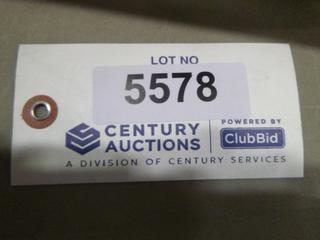 LOT NO
5578
CENTURY AUCTIONS
POWERED BY
ClubBid
A DIVISION OF CENTURY SERVICES